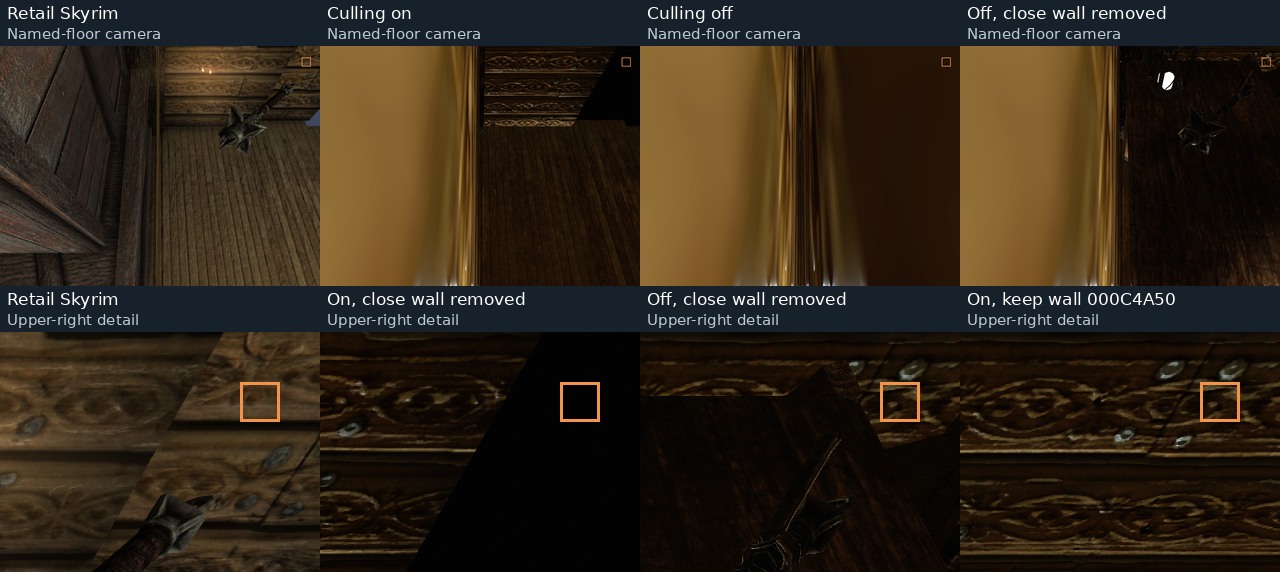 Retail Skyrim
Named-floor camera
Culling on
Named-floor camera
Culling off
Named-floor camera
Off, close wall removed
Named-floor camera
Retail Skyrim
Upper-right detail
On, close wall removed
Upper-right detail
Off, close wall removed
Upper-right detail
On, keep wall 000C4A50
Upper-right detail